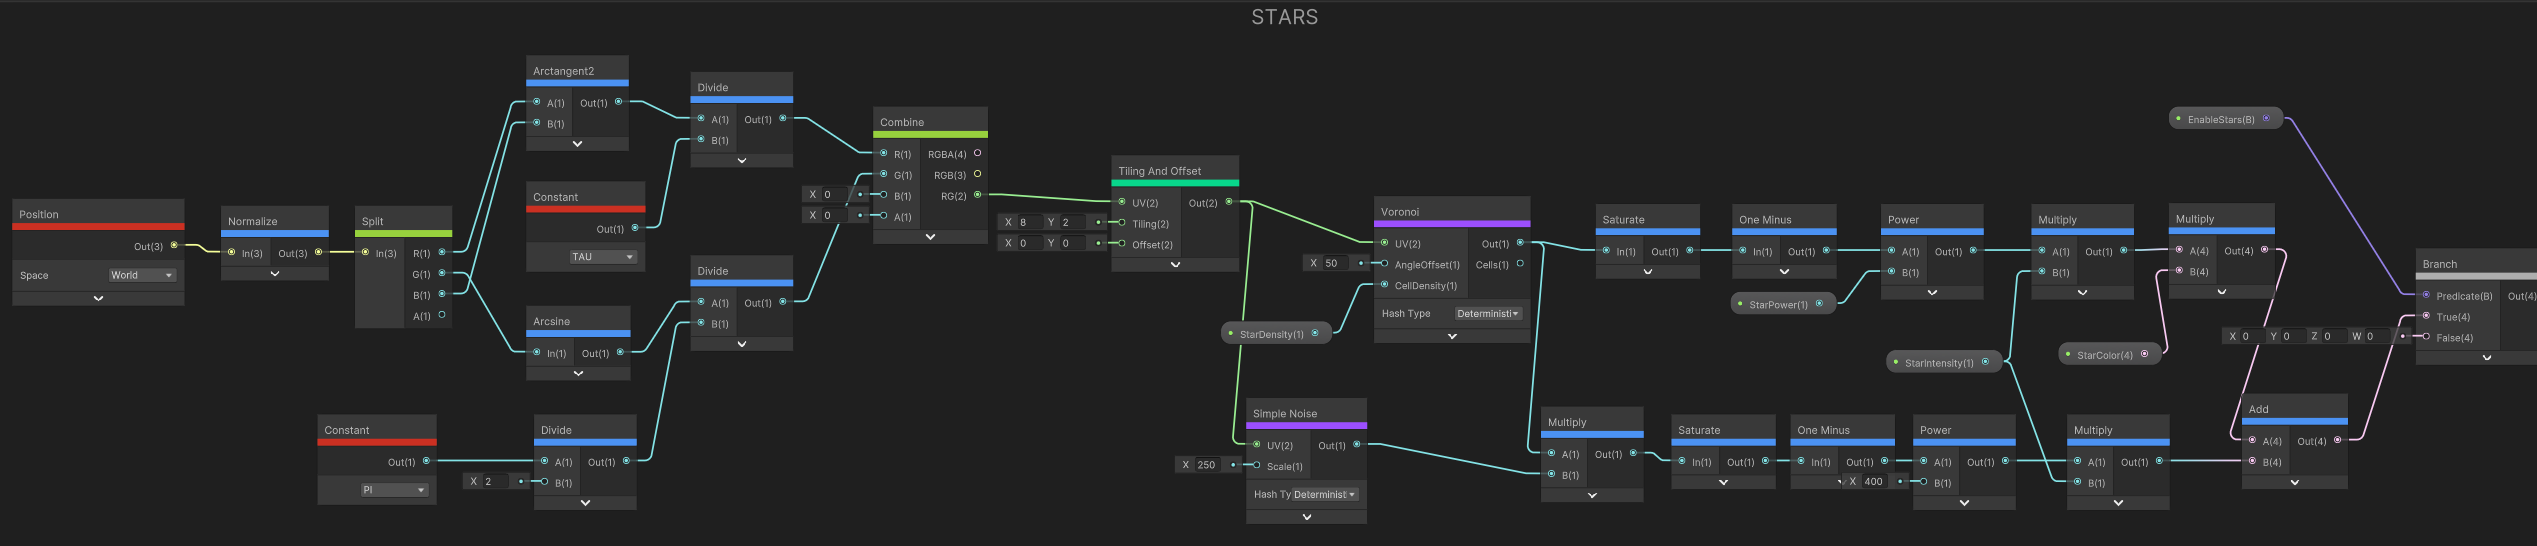 STARS
Position
Out(3)
Space World
Normalize
In(3) Out(3)
Split
In(3) R(1)
G(1)
B(1)
A(1)
Arctangent2
A(1) Out(1)
B(1)
Constant
Out(1)
TAU
Arcsine
In(1) Out(1)
Constant
Out(1)
PI
X 2
Divide
A(1) Out(1)
B(1)
Divide
A(1) Out(1)
B(1)
Divide
A(1) Out(1)
B(1)
X 0
X 0
Combine
R(1) RGBA(4)
G(1) RGB(3)
B(1) RG(2)
A(1)
X 8 Y 2
X 0 Y 0
Tiling And Offset
UV(2) Out(2)
Tiling(2)
Offset(2)
X 50
StarDensity(1)
Voronoi
UV(2) Out(1)
AngleOffset(1) Cells(1)
CellDensity(1)
Hash Type Deterministi
X 250
SImple Noise
UV(2) Out(1)
Scale(1)
Hash Ty Determinist
Saturate
In(1) Out(1)
One Minus
In(1) Out(1)
StarPower(1)
Power
A(1) Out(1)
B(1)
StarIntensity(1)
Multiply
A(1) Out(1)
B(1)
StarColor(4)
Multiply
A(4) Out(4)
B(4)
Multiply
A(1) Out(1)
B(1)
Saturate
In(1) Out(1)
One Minus
In(1) Out(1)
X 400
Power
A(1) Out(1)
B(1)
Multiply
A(1) Out(1)
B(1)
Add
A(4) Out(4)
B(4)
EnableStars(B)
X 0 Y 0 Z 0 W 0
Branch
Predicate(B) Out(4)
True(4)
False(4)